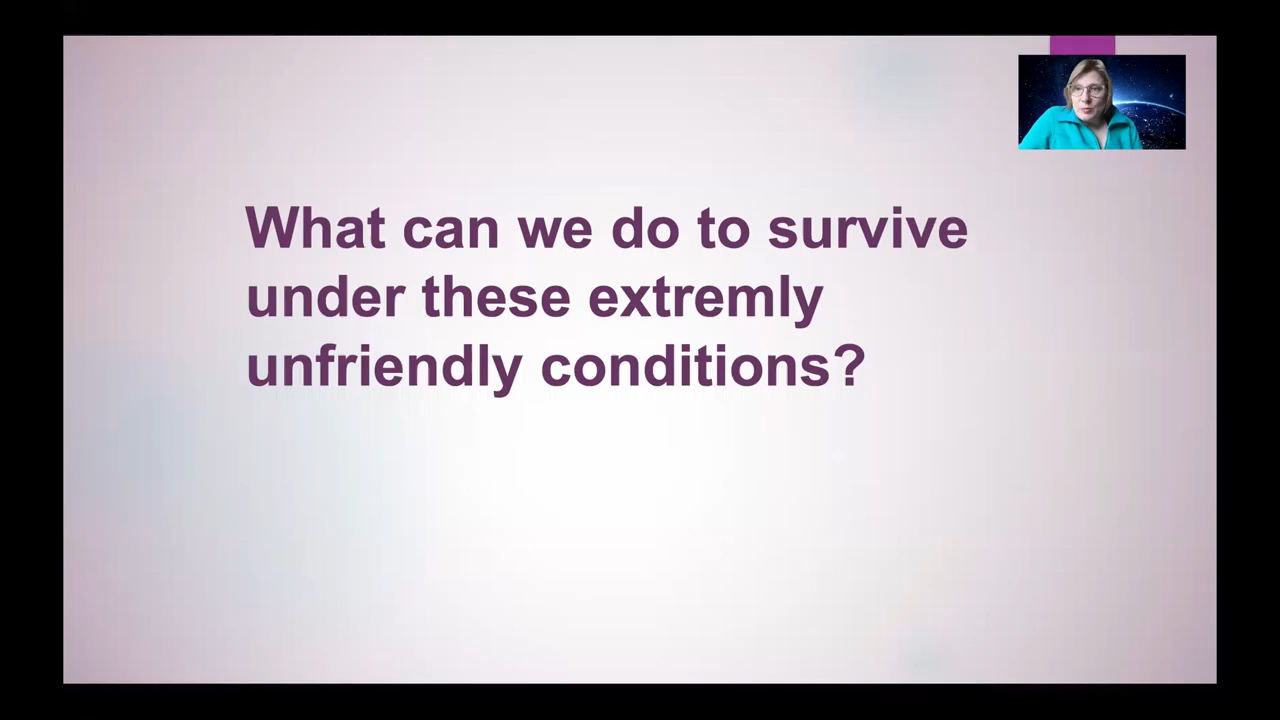 What can we do to survive
under these extremly
unfriendly conditions?